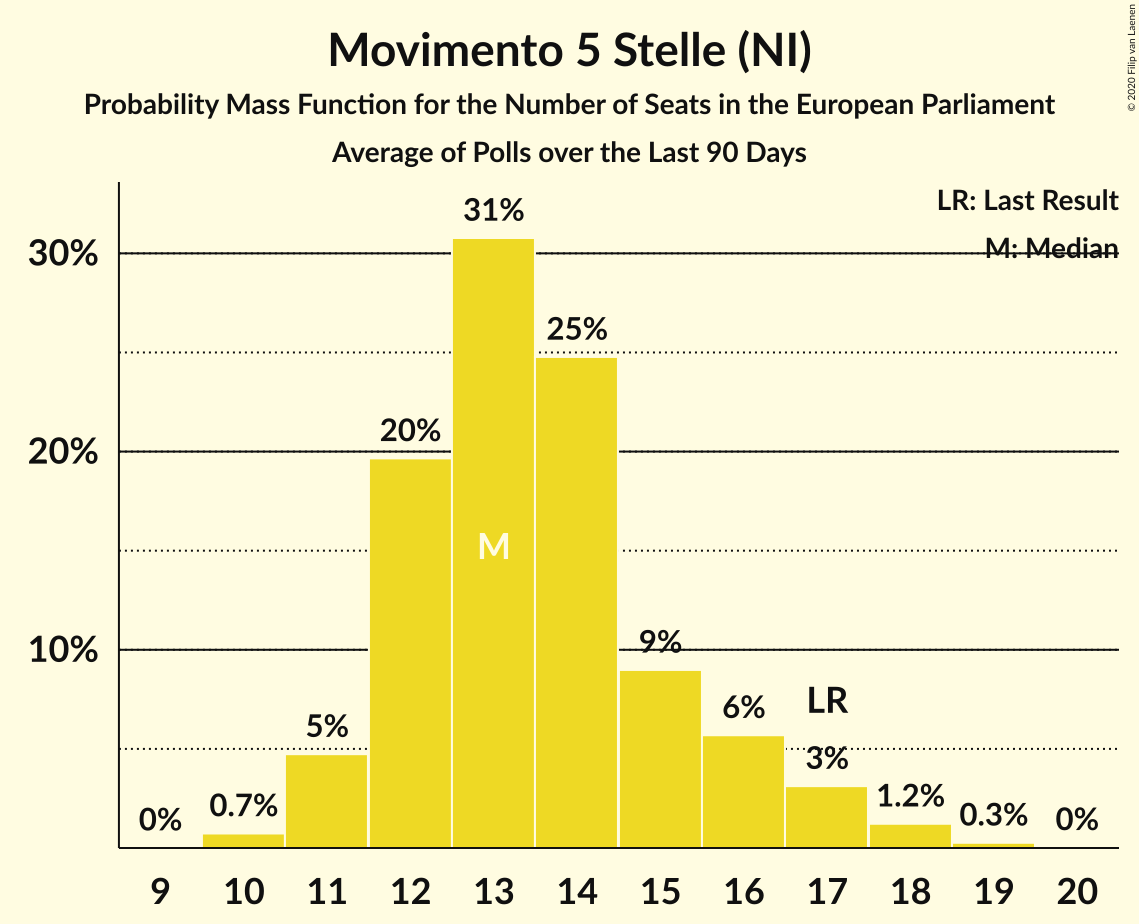 Movimento 5 Stelle (NI)
Probability Mass Function for the Number of Seats in the European Parliament
Average of Polls over the Last 90 Days
© 2020 Filip van Laenen
LR: Last Result
M: Median
30%
20%
10%
0%
0.7%
5%
20%
31%
25%
9%
6%
3%
1.2%
0.3%
0%
M
LR
9 10 11 12 13 14 15 16 17 18 19 20